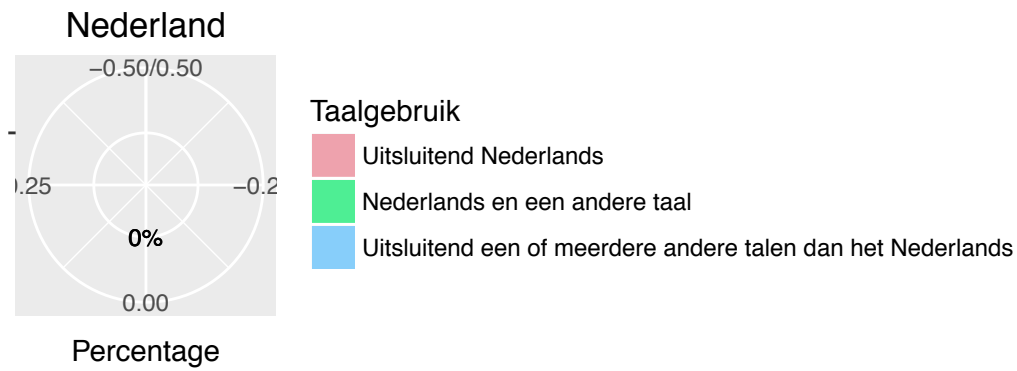 Nederland
−0.50/0.50
0.25
−0.2
0%
0.00
Percentage
Taalgebruik
Uitsluitend Nederlands
Nederlands en een andere taal
Uitsluitend een of meerdere andere talen dan het Nederlands